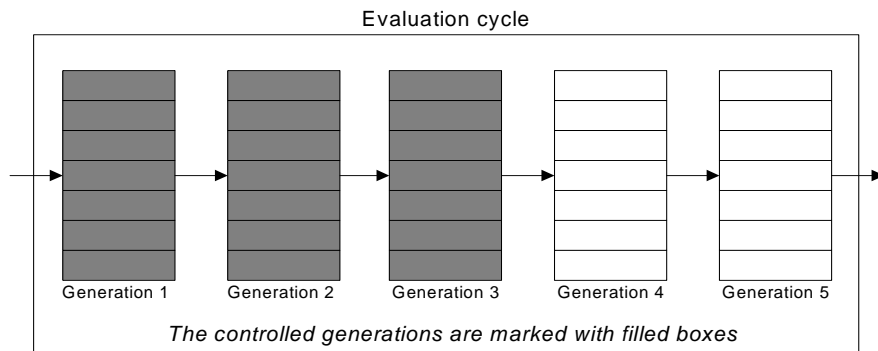 Evaluation cycle
Generation 1 Generation 2 Generation 3 Generation 4 Generation 5
The controlled generations are marked with filled boxes